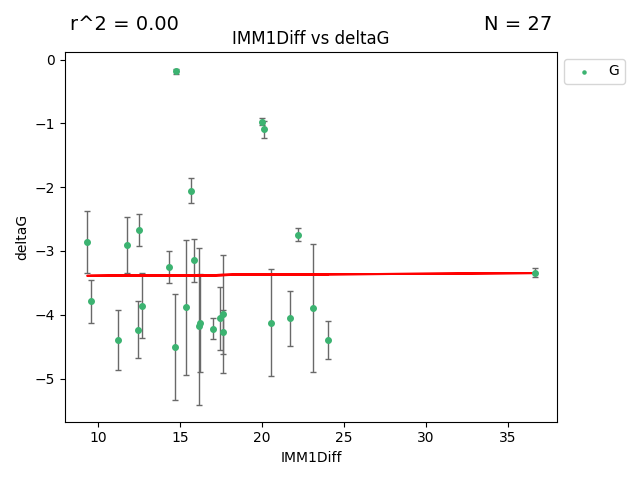 r^2 = 0.00
N = 27
IMM1Diff vs deltaG
G
0
−1
−2
−3
−4
−5
deltaG
10 15 20 25 30 35
IMM1Diff